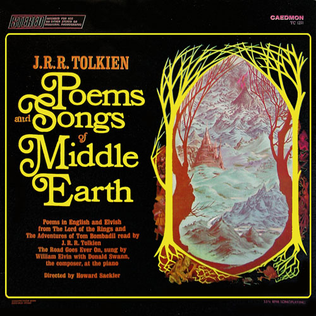 STEREO
CAEDMON
J.R.R. TOLKIEN
Poems
and Songs
of
Middle
Earth
Poems in English and Elvish
from The Lord of the Rings and
The Adventures of Tom Bombadil read by
J. R. R. Tolkien
The Road Goes Ever On, sung by
William Elvin with Donald Swann,
the composer, at the piano
Directed by Howard Sackler